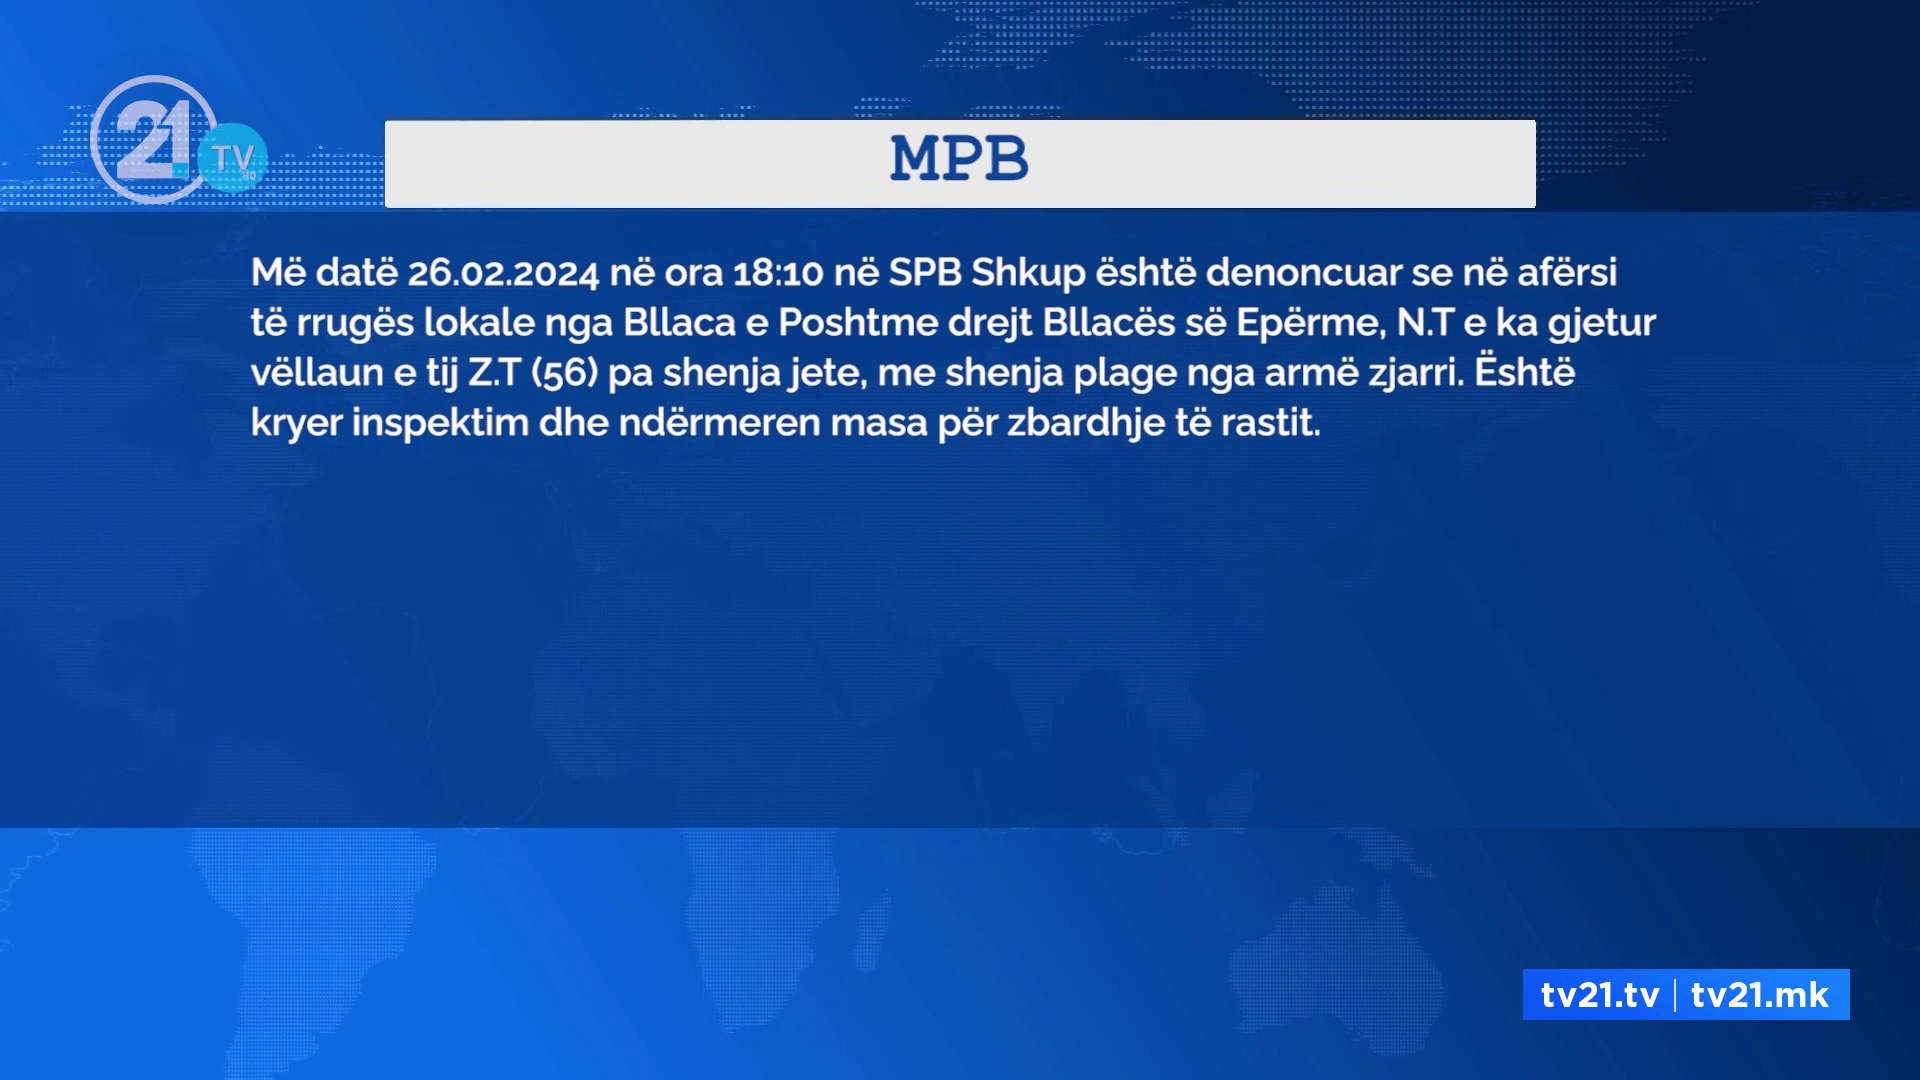 21.
TV
HD
MPB
Më datë 26.02.2024 në ora 18:10 në SPB Shkup është denoncuar se në afërsi
të rrugës lokale nga Bllaca e Poshtme drejt Bllacës së Epërme, N.T e ka gjetur
vëllaun e tij Z.T (56) pa shenja jete, me shenja plage nga armë zjarri. Është
kryer inspektim dhe ndërmeren masa për zbardhje të rastit.
tv21.tv | tv21.mk